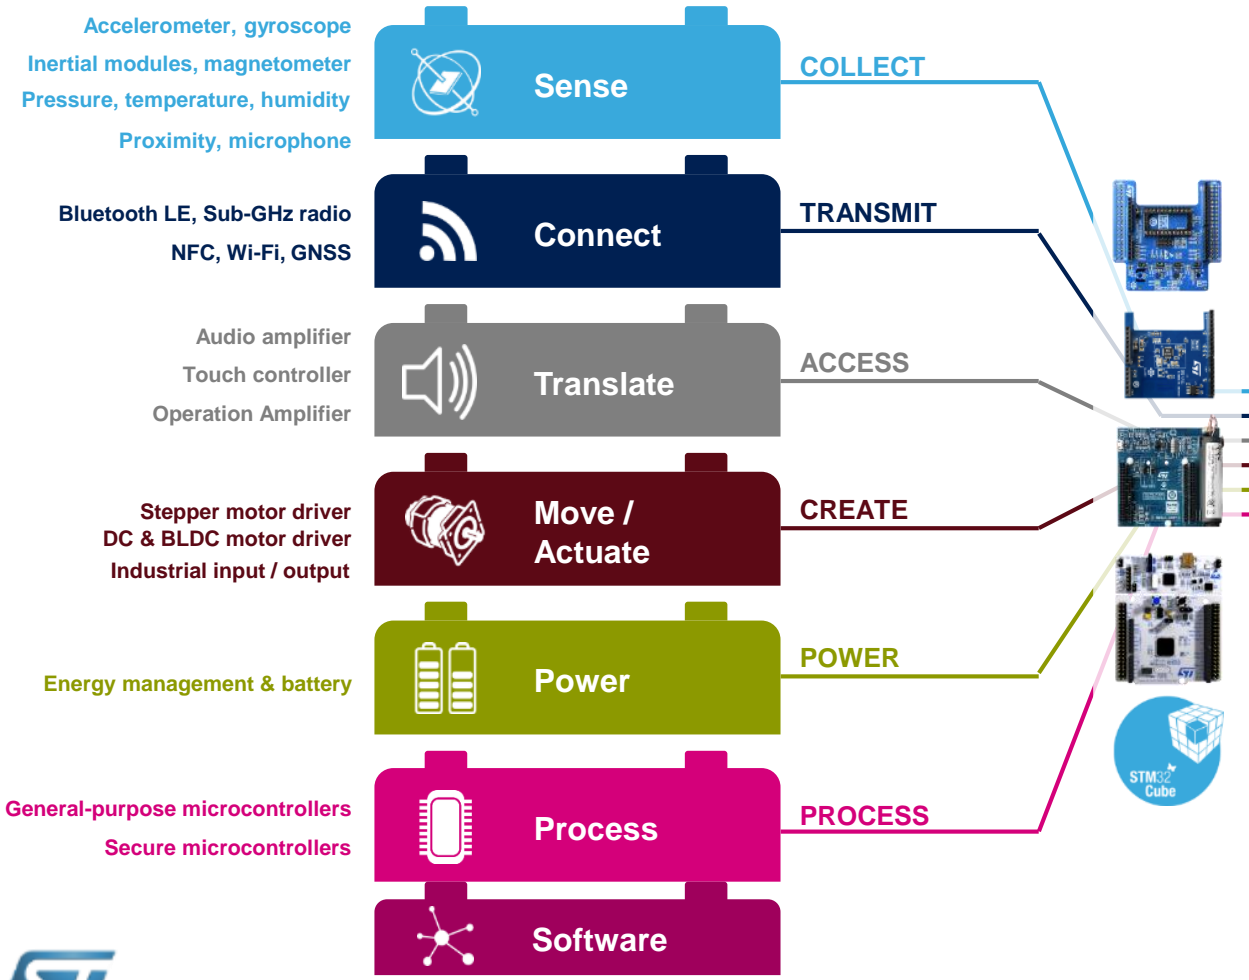 Accelerometer, gyroscope
Inertial modules, magnetometer
Pressure, temperature, humidity
Proximity, microphone
Sense
COLLECT
Bluetooth LE, Sub-GHz radio
NFC, Wi-Fi, GNSS
Connect
TRANSMIT
Audio amplifier
Touch controller
Operation Amplifier
Translate
ACCESS
Stepper motor driver
DC & BLDC motor driver
Industrial input / output
Move /
Actuate
CREATE
Energy management & battery
Power
POWER
General-purpose microcontrollers
Secure microcontrollers
Process
PROCESS
Software
STM32
Cube